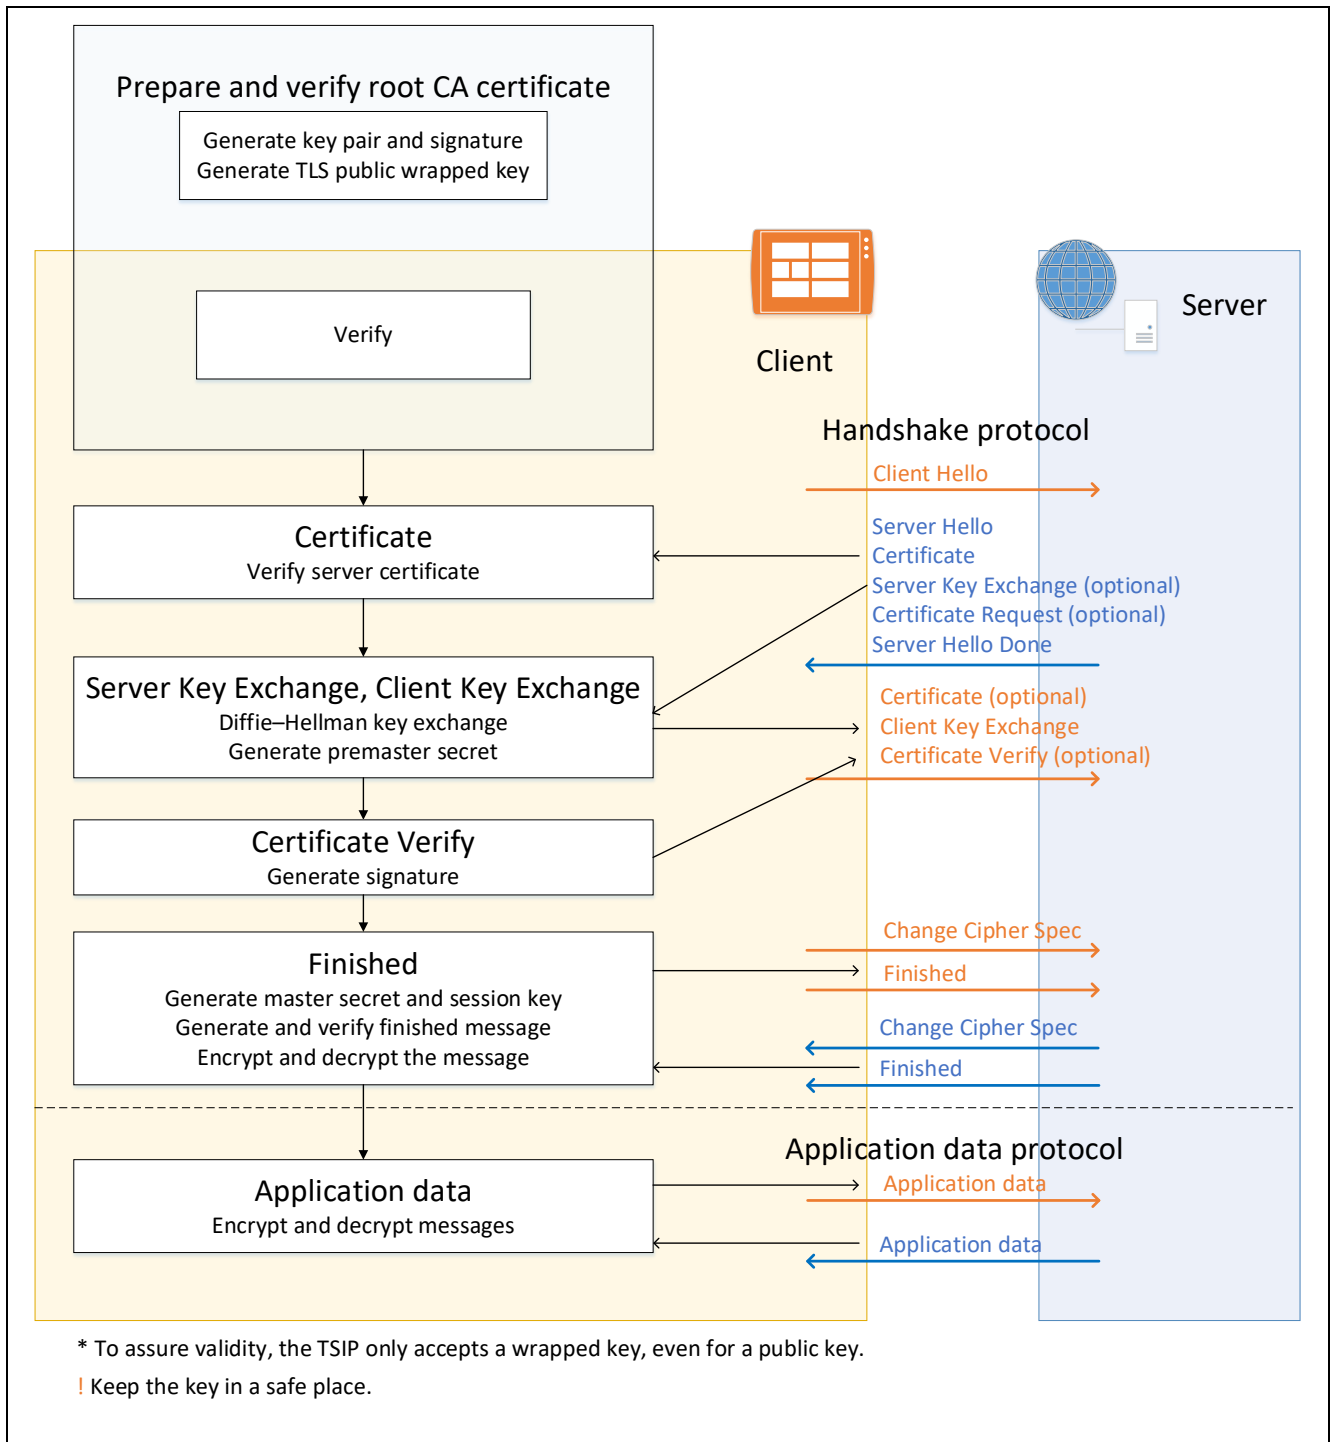 Prepare and verify root CA certificate
Generate key pair and signature
Generate TLS public wrapped key
Verify
Client
Server
Handshake protocol
Client Hello
Certificate
Verify server certificate
Server Hello
Certificate
Server Key Exchange (optional)
Certificate Request (optional)
Server Hello Done
Server Key Exchange, Client Key Exchange
Diffie–Hellman key exchange
Generate premaster secret
Certificate (optional)
Client Key Exchange
Certificate Verify (optional)
Certificate Verify
Generate signature
Finished
Generate master secret and session key
Generate and verify finished message
Encrypt and decrypt the message
Change Cipher Spec
Finished
Change Cipher Spec
Finished
Application data protocol
Application data
Encrypt and decrypt messages
Application data
Application data
* To assure validity, the TSIP only accepts a wrapped key, even for a public key.
! Keep the key in a safe place.